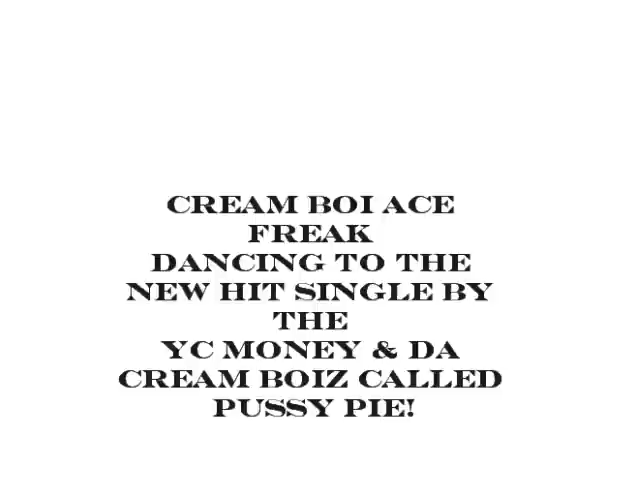 CREAM BOI ACE
FREAK
DANCING TO THE
NEW HIT SINGLE BY
THE
YC MONEY & DA
CREAM BOIZ CALLED
PUSSY PIE!